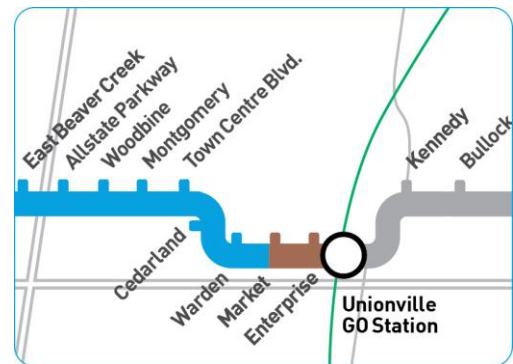 East Beaver Creek
Allstate Parkway
Woodbine
Montgomery
Town Centre Blvd.
Cedarland
Warden
Market
Enterprise
Unionville
GO Station
Kennedy
Bullock